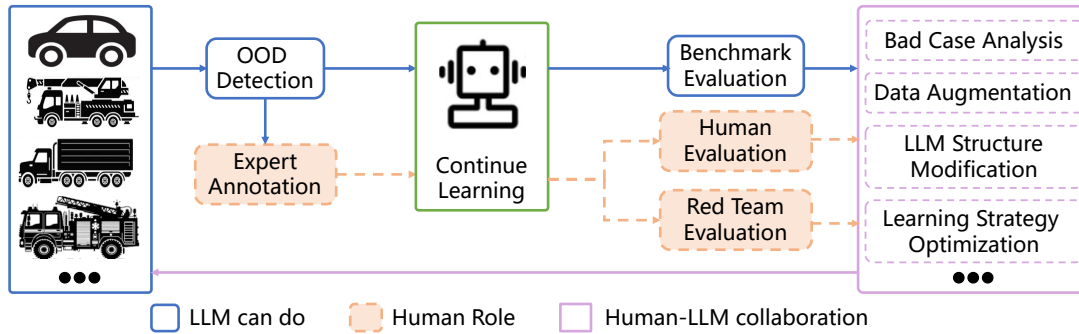 OOD
Detection
Expert
Annotation
Continue
Learning
Benchmark
Evaluation
Human
Evaluation
Red Team
Evaluation
Bad Case Analysis
Data Augmentation
LLM Structure
Modification
Learning Strategy
Optimization
LLM can do
Human Role
Human-LLM collaboration